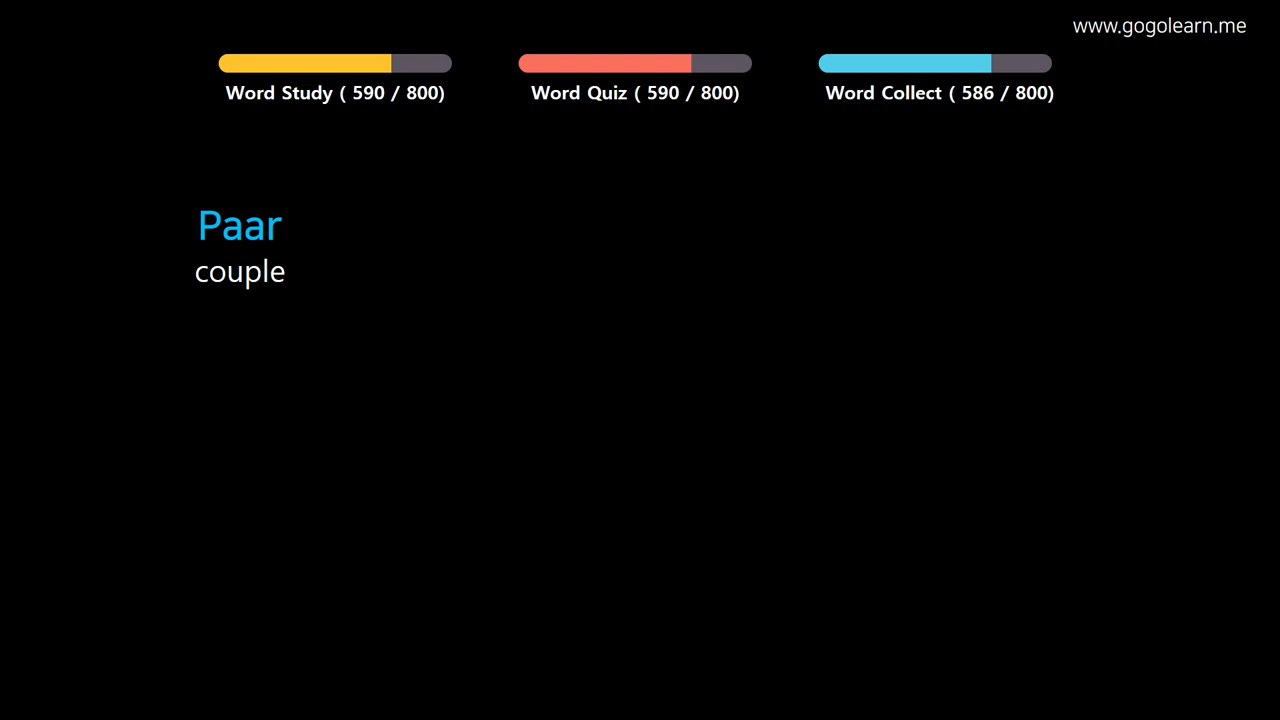 www.gogolearn.me
Word Study ( 590 / 800)
Word Quiz ( 590 / 800)
Word Collect ( 586 / 800)
Paar
couple